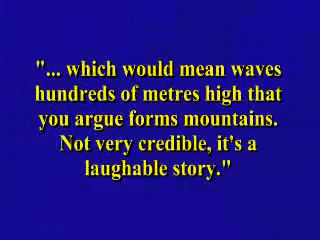 "... which would mean waves
hundreds of metres high that
you argue forms mountains.
Not very credible, it's a
laughable story."